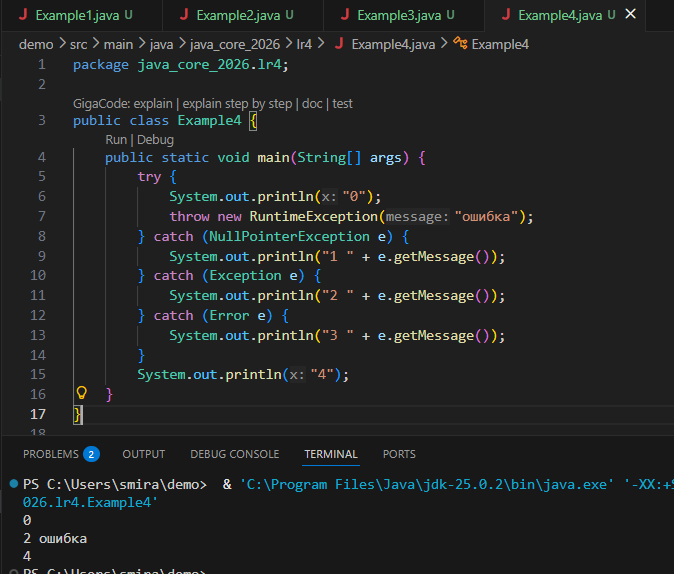 Example1.java U Example2.java U Example3.java U Example4.java U
demo > src > main > java > java_core_2026 > lr4 > Example4.java > Example4
1 package java_core_2026.lr4;
2
GigaCode: explain | explain step by step | doc | test
3 public class Example4 {
Run | Debug
4 public static void main(String[] args) {
5 try {
6 System.out.println(x: "0");
7 throw new RuntimeException(message: "ошибка");
8 } catch (NullPointerException e) {
9 System.out.println("1 " + e.getMessage());
10 } catch (Exception e) {
11 System.out.println("2 " + e.getMessage());
12 } catch (Error e) {
13 System.out.println("3 " + e.getMessage());
14 }
15 System.out.println(x: "4");
16 }
17 }
18
PROBLEMS 2 OUTPUT DEBUG CONSOLE TERMINAL PORTS
PS C:\Users\smira\demo> & 'C:\Program Files\Java\jdk-25.0.2\bin\java.exe' '-XX:+S
026.lr4.Example4'
0
2 ошибка
4
PS C:\Users\smira\demo>